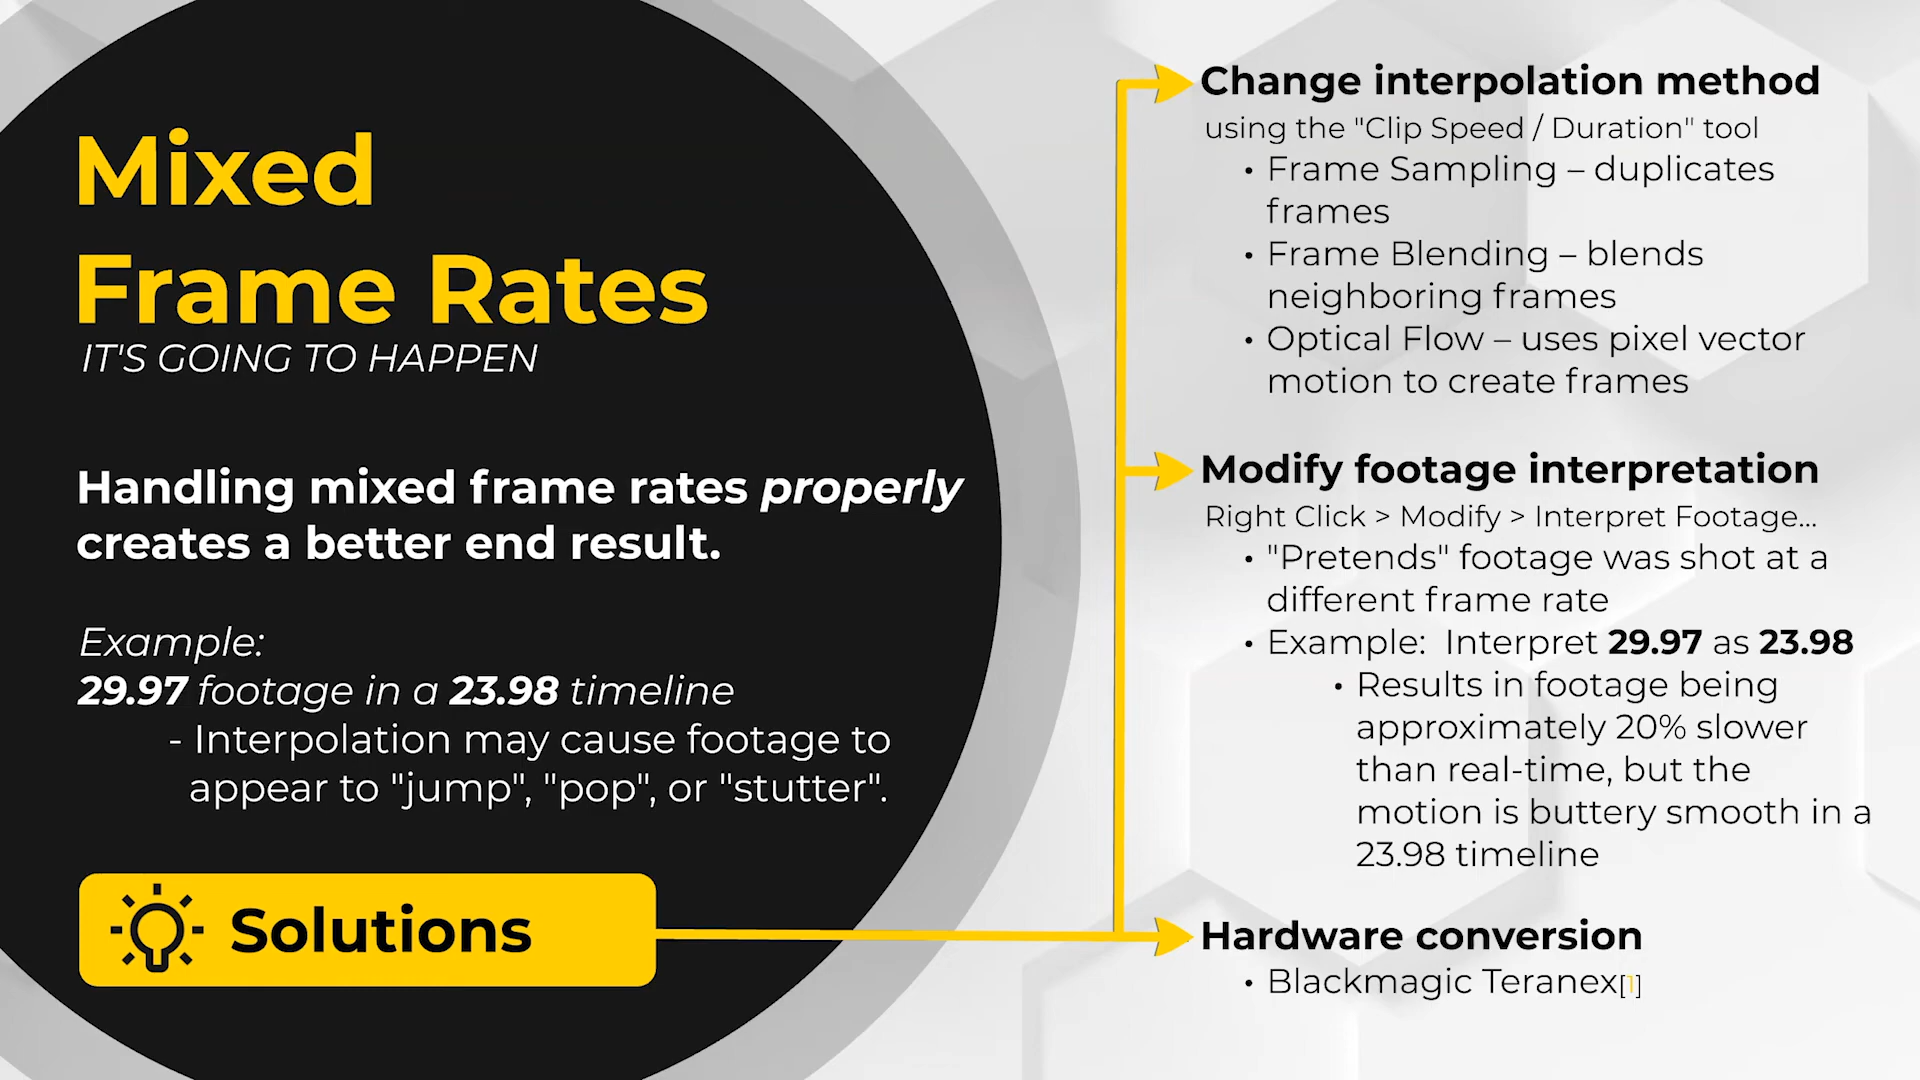 Mixed
Frame Rates
IT'S GOING TO HAPPEN
Handling mixed frame rates properly
creates a better end result.
Example:
29.97 footage in a 23.98 timeline
- Interpolation may cause footage to
appear to "jump", "pop", or "stutter".
Solutions
Change interpolation method
using the "Clip Speed / Duration" tool
• Frame Sampling – duplicates
frames
• Frame Blending – blends
neighboring frames
• Optical Flow – uses pixel vector
motion to create frames
Modify footage interpretation
Right Click > Modify > Interpret Footage...
• "Pretends" footage was shot at a
different frame rate
• Example: Interpret 29.97 as 23.98
• Results in footage being
approximately 20% slower
than real-time, but the
motion is buttery smooth in a
23.98 timeline
Hardware conversion
• Blackmagic Teranex[1]